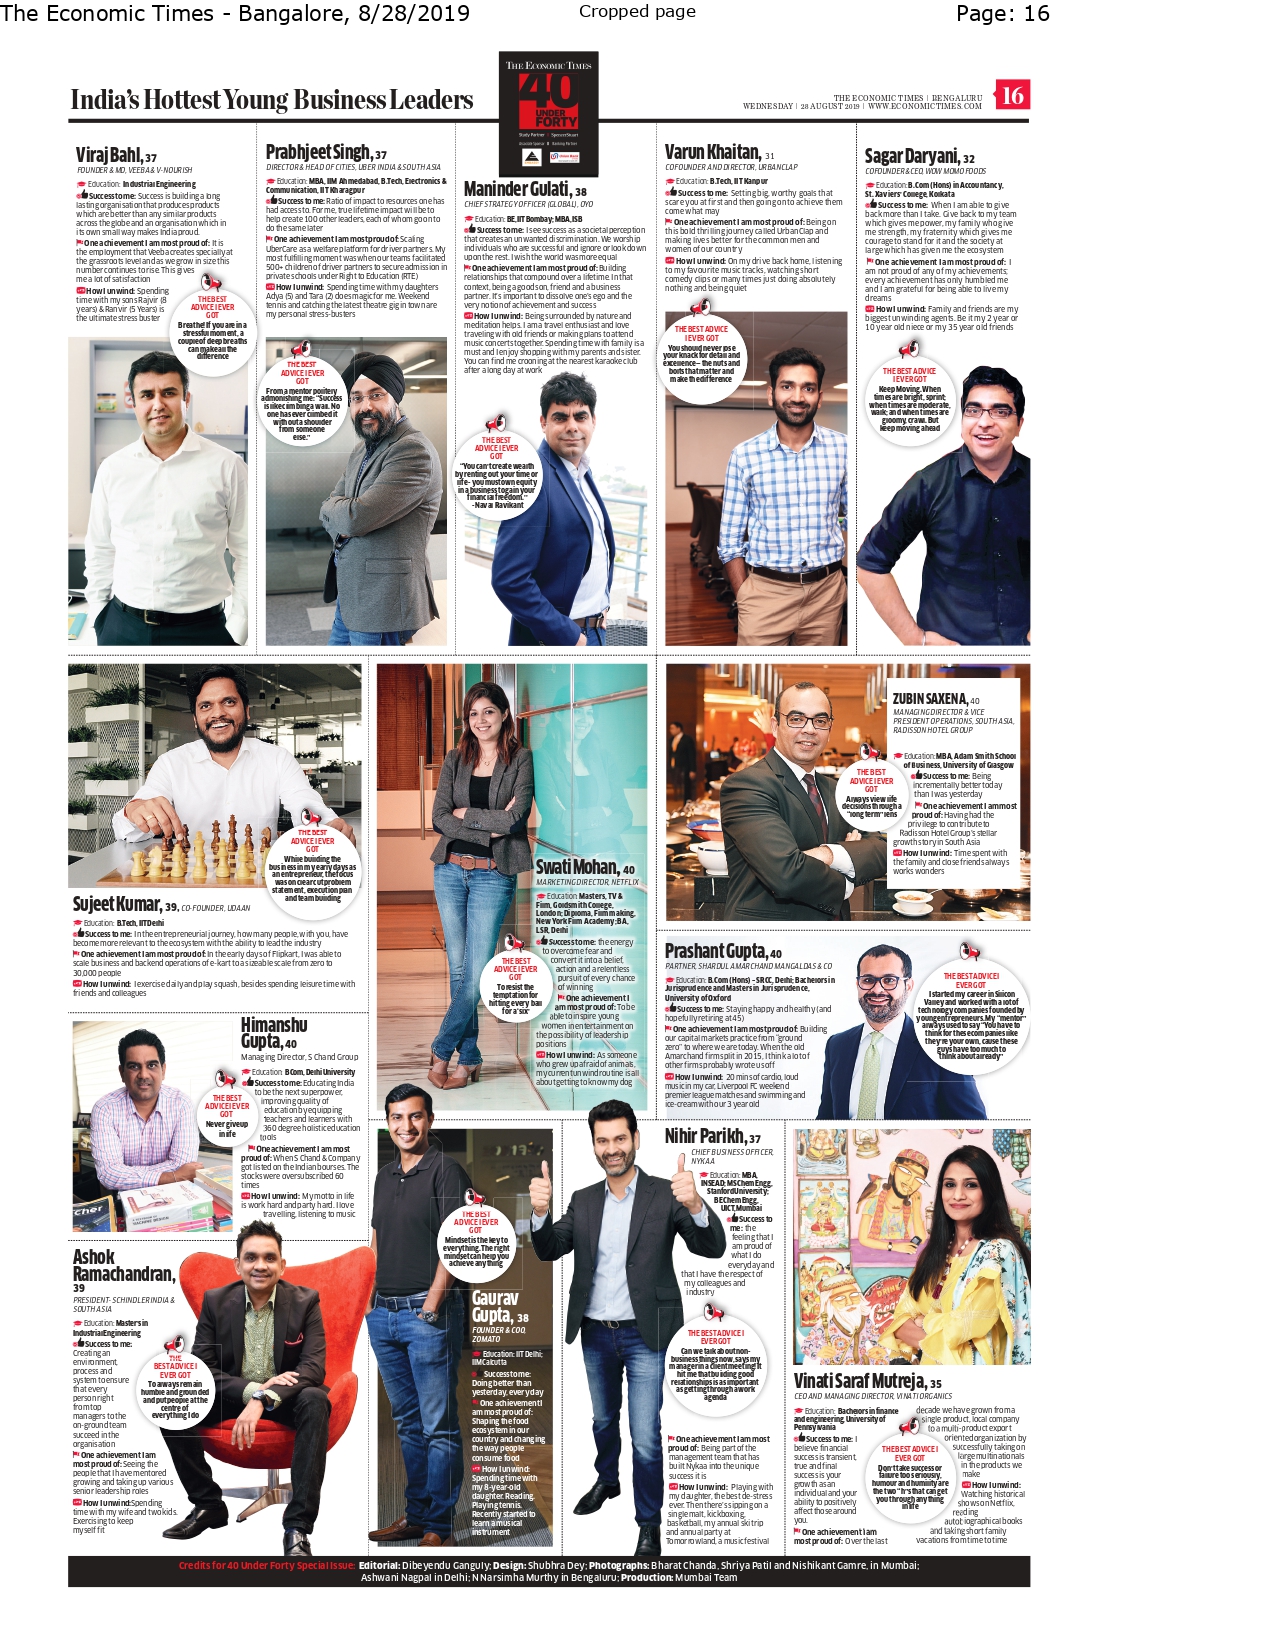 The Economic Times - Bangalore, 8/28/2019
Cropped page
Page: 16
India's Hottest Young Business Leaders
THE ECONOMIC TIMES
40
UNDER
FORTY
Study Partner | SpencerStuart
THE ECONOMIC TIMES | BENGALURU
WEDNESDAY | 28 AUGUST 2019 | WWW.ECONOMICTIMES.COM
16
Viraj Bahl, 37
FOUNDER & MD, VEEBA & V-NOURISH
Education: Industrial Engineering
Success to me: Success is building a long
lasting organisation that produces products
which are better than any similar products
across the globe and an organisation which in
its own small way makes India proud.
One achievement I am most proud of: It is
the employment that Veeba creates specially at
the grassroots level and as we grow in size this
number continues to rise. This gives
me a lot of satisfaction
How I unwind: Spending
time with my sons Rajvir (8
years) & Ranvir (5 Years) is
the ultimate stress buster
THE BEST
ADVICE I EVER
GOT
Breathe! If you are in a
stressful moment, a
couple of deep breaths
can make all the
difference
Prabhjeet Singh, 37
DIRECTOR & HEAD OF CITIES, UBER INDIA & SOUTH ASIA
Education: MBA, IIM Ahmedabad, B.Tech, Electronics &
Communication, IIT Kharagpur
Success to me: Ratio of impact to resources one has
had access to. For me, true lifetime impact will be to
help create 100 other leaders, each of whom go on to
do the same later
One achievement I am most proud of: Scaling
UberCare as a welfare platform for driver partners. My
most fulfilling moment was when our teams facilitated
500+ children of driver partners to secure admission in
private schools under Right to Education (RTE)
How I unwind: Spending time with my daughters
Adya (5) and Tara (2) does magic for me. Weekend
tennis and catching the latest theatre gig in town are
my personal stress-busters
THE BEST
ADVICE I EVER
GOT
From a mentor politely
admonishing me: "Success
is like climbing a wall. No
one has ever climbed it
without a shoulder
from someone
else."
Maninder Gulati, 38
CHIEF STRATEGY OFFICER (GLOBAL), OYO
Education: BE, IIT Bombay; MBA, ISB
Success to me: I see success as a societal perception
that creates an unwanted discrimination. We worship
individuals who are successful and ignore or look down
upon the rest. I wish the world was more equal
One achievement I am most proud of: Building
relationships that compound over a lifetime in that
context, being a good son, friend and a business
partner. It's important to dissolve one's ego and the
very notion of achievement and success
How I unwind: Being surrounded by nature and
meditation helps. I am a travel enthusiast and love
traveling with old friends or making plans to attend
music concerts together. Spending time with family is a
must and I enjoy shopping with my parents and sister.
You can find me crooning at the nearest karaoke club
after a long day at work
THE BEST
ADVICE I EVER
GOT
"You can't create wealth
by renting out your time or
life - you must own equity
in a business to gain your
financial freedom."
- Naval Ravikant
Varun Khaitan, 31
COFOUNDER AND DIRECTOR, URBANCLAP
Education: B.Tech, IIT Kanpur
Success to me: Setting big, worthy goals that
scare you at first and then going on to achieve them
come what may
One achievement I am most proud of: Being on
this bold thrilling journey called UrbanClap and
making lives better for the common men and
women of our country
How I unwind: On my drive back home, listening
to my favourite music tracks, watching short
comedy clips or many times just doing absolutely
nothing and being quiet
THE BEST ADVICE
I EVER GOT
You should never lose
your knack for detail and
excellence – the nuts and
bolts that matter and
make the difference
Sagar Daryani, 32
COFOUNDER & CEO, WOW MOMO FOODS
Education: B.Com (Hons) in Accountancy,
St. Xaviers' College, Kolkata
Success to me: When I am able to give
back more than I take. Give back to my team
which gives me power, my family who give
me strength, my fraternity which gives me
courage to stand for it and the society at
large which has given me the ecosystem
One achievement I am most proud of: I
am not proud of any of my achievements;
every achievement has only humbled me
and I am grateful for being able to live my
dreams
How I unwind: Family and friends are my
biggest unwinding agents. Be it my 2 year or
10 year old niece or my 35 year old friends
THE BEST ADVICE
I EVER GOT
Keep Moving. When
times are bright, sprint;
when times are moderate,
walk; and when times are
gloomy, crawl. But
keep moving ahead
THE BEST
ADVICE I EVER
GOT
While building the
business in my early days as
an entrepreneur, the focus
was on clear cut problem
statement, execution plan
and team building
Sujeet Kumar, 39, CO-FOUNDER, UDAAN
Education: B.Tech, IIT Delhi
Success to me: In the entrepreneurial journey, how many people, with you, have
become more relevant to the ecosystem with the ability to lead the industry
One achievement I am most proud of: In the early days of Flipkart, I was able to
scale business and backend operations of e-kart to a sizeable scale from zero to
30,000 people
How I unwind: I exercise daily and play squash, besides spending leisure time with
friends and colleagues
Swati Mohan, 40
MARKETING DIRECTOR, NETFLIX
Education: Masters, TV &
Film, Goldsmith College,
London; Diploma, Film making,
New York Film Academy; BA,
LSR, Delhi
Success to me: the energy
to overcome fear and
convert it into a belief,
action and a relentless
pursuit of every chance
of winning
One achievement I
am most proud of: To be
able to inspire young
women in entertainment on
the possibility of leadership
positions
How I unwind: As someone
who grew up afraid of animals,
my current unwind routine is all
about getting to know my dog
THE BEST
ADVICE I EVER
GOT
To resist the
temptation for
hitting every ball
for a 'six'
ZUBIN SAXENA, 40
MANAGING DIRECTOR & VICE
PRESIDENT OPERATIONS, SOUTH ASIA,
RADISSON HOTEL GROUP
Education: MBA, Adam Smith School
of Business, University of Glasgow
Success to me: Being
incrementally better today
than I was yesterday
One achievement I am most
proud of: Having had the
privilege to contribute to
Radisson Hotel Group's stellar
growth story in South Asia
How I unwind: Time spent with
the family and close friends always
works wonders
THE BEST
ADVICE I EVER
GOT
Always view life
decisions through a
"long term" lens
Prashant Gupta, 40
PARTNER, SHARDUL AMARCHAND MANGALDAS & CO
Education: B.Com (Hons) - SRCC, Delhi; Bachelors in
Jurisprudence and Masters in Jurisprudence,
University of Oxford
Success to me: Staying happy and healthy (and
hopefully retiring at 45)
One achievement I am most proud of: Building
our capital markets practice from "ground
zero" to where we are today. When the old
Amarchand firm split in 2015, I think a lot of
other firms probably wrote us off
How I unwind: 20 mins of cardio, loud
music in my car, Liverpool FC weekend
premier league matches and swimming and
ice-cream with our 3 year old
THE BEST ADVICE I
EVER GOT
I started my career in Silicon
Valley and worked with a lot of
technology companies founded by
young entrepreneurs. My "mentor"
always used to say "You have to
think for these companies like
they're your own, cause these
guys have too much to
think about already"
Himanshu
Gupta, 40
Managing Director, S Chand Group
Education: BCom, Delhi University
Success to me: Educating India
to be the next superpower,
improving quality of
education by equipping
teachers and learners with
360 degree holistic education
tools
One achievement I am most
proud of: When S Chand & Company
got listed on the Indian bourses. The
stocks were oversubscribed 60
times
How I unwind: My motto in life
is work hard and party hard. I love
travelling, listening to music
THE BEST
ADVICE I EVER
GOT
Never give up
in life
Ashok
Ramachandran,
39
PRESIDENT- SCHINDLER INDIA &
SOUTH ASIA
Education: Masters in
Industrial Engineering
Success to me:
Creating an
environment,
process and
system to ensure
that every
person right
from top
managers to the
on-ground team
succeed in the
organisation
One achievement I am
most proud of: Seeing the
people that I have mentored
growing and taking up various
senior leadership roles
How I unwind: Spending
time with my wife and two kids.
Exercising to keep
myself fit
THE
BEST ADVICE I
EVER GOT
To always remain
humble and grounded
and put people at the
centre of
everything I do
THE BEST
ADVICE I EVER
GOT
Mindset is the key to
everything. The right
mindset can help you
achieve anything
Gaurav
Gupta, 38
FOUNDER & COO,
ZOMATO
Education: IIT Delhi;
IIM Calcutta
Success to me:
Doing better than
yesterday, every day
One achievement I
am most proud of:
Shaping the food
ecosystem in our
country and changing
the way people
consume food
How I unwind:
Spending time with
my 8-year-old
daughter. Reading.
Playing tennis.
Recently started to
learn a musical
instrument
Nihir Parikh, 37
CHIEF BUSINESS OFFICER,
NYKAA
Education: MBA,
INSEAD; MS Chem Engg,
Stanford University;
BE Chem Engg,
UICT, Mumbai
Success to
me: the
feeling that I
am proud of
what I do
everyday and
that I have the respect of
my colleagues and
industry
THE BEST ADVICE I
EVER GOT
Can we talk about non-
business things now, says my
manager in a client meeting! It
hit me that building good
relationships is as important
as getting through a work
agenda
One achievement I am most
proud of: Being part of the
management team that has
built Nykaa into the unique
success it is
How I unwind: Playing with
my daughter, the best de-stress
ever. Then there's sipping on a
single malt, kickboxing,
basketball, my annual ski trip
and annual party at
Tomorrowland, a music festival
Vinati Saraf Mutreja, 35
CEO AND MANAGING DIRECTOR, VINATI ORGANICS
Education: Bachelors in finance
and engineering, University of
Pennsylvania
Success to me: I
believe financial
success is transient,
true and final
success is your
growth as an
individual and your
ability to positively
affect those around
you.
One achievement I am
most proud of: Over the last
decade we have grown from a
single product, local company
to a multi-product export
oriented organization by
successfully taking on
large multinationals
in the products we
make
How I unwind:
Watching historical
shows on Netflix,
reading
autobiographical books
and taking short family
vacations from time to time
THE BEST ADVICE I
EVER GOT
Don't take success or
failure too seriously,
humour and humility are
the two "it's that can get
you through anything
in life
Credits for 40 Under Forty Special Issue: Editorial: Dibeyendu Ganguly; Design: Shubhra Dey; Photographs: Bharat Chanda, Shriya Patil and Nishikant Gamre, in Mumbai;
Ashwani Nagpal in Delhi; N Narsimha Murthy in Bengaluru; Production: Mumbai Team